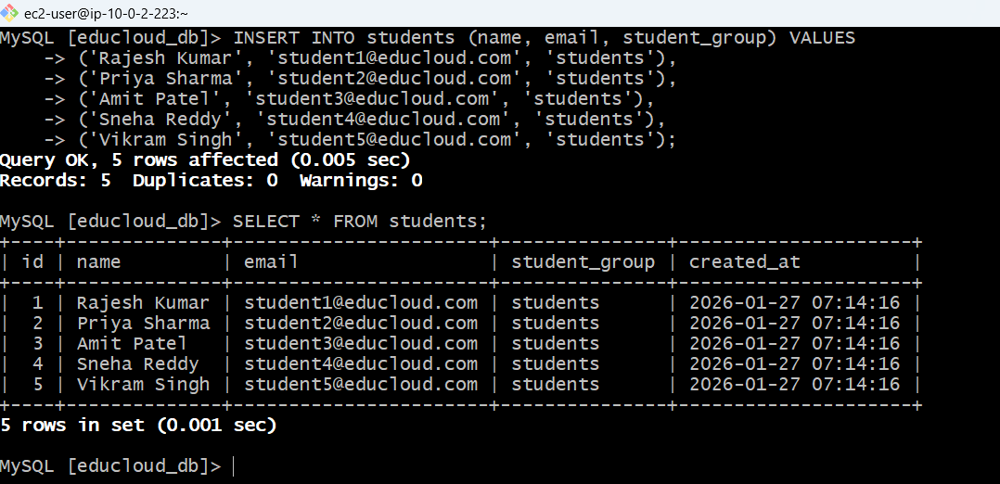 ec2-user@ip-10-0-2-223:~
MySQL [educloud_db]> INSERT INTO students (name, email, student_group) VALUES
    -> ('Rajesh Kumar', 'student1@educloud.com', 'students'),
    -> ('Priya Sharma', 'student2@educloud.com', 'students'),
    -> ('Amit Patel', 'student3@educloud.com', 'students'),
    -> ('Sneha Reddy', 'student4@educloud.com', 'students'),
    -> ('Vikram Singh', 'student5@educloud.com', 'students');
Query OK, 5 rows affected (0.005 sec)
Records: 5  Duplicates: 0  Warnings: 0
MySQL [educloud_db]> SELECT * FROM students;
+----+--------------+-----------------------+---------------+---------------------+
| id | name         | email                 | student_group | created_at          |
+----+--------------+-----------------------+---------------+---------------------+
|  1 | Rajesh Kumar | student1@educloud.com | students      | 2026-01-27 07:14:16 |
|  2 | Priya Sharma | student2@educloud.com | students      | 2026-01-27 07:14:16 |
|  3 | Amit Patel   | student3@educloud.com | students      | 2026-01-27 07:14:16 |
|  4 | Sneha Reddy  | student4@educloud.com | students      | 2026-01-27 07:14:16 |
|  5 | Vikram Singh | student5@educloud.com | students      | 2026-01-27 07:14:16 |
+----+--------------+-----------------------+---------------+---------------------+
5 rows in set (0.001 sec)
MySQL [educloud_db]>